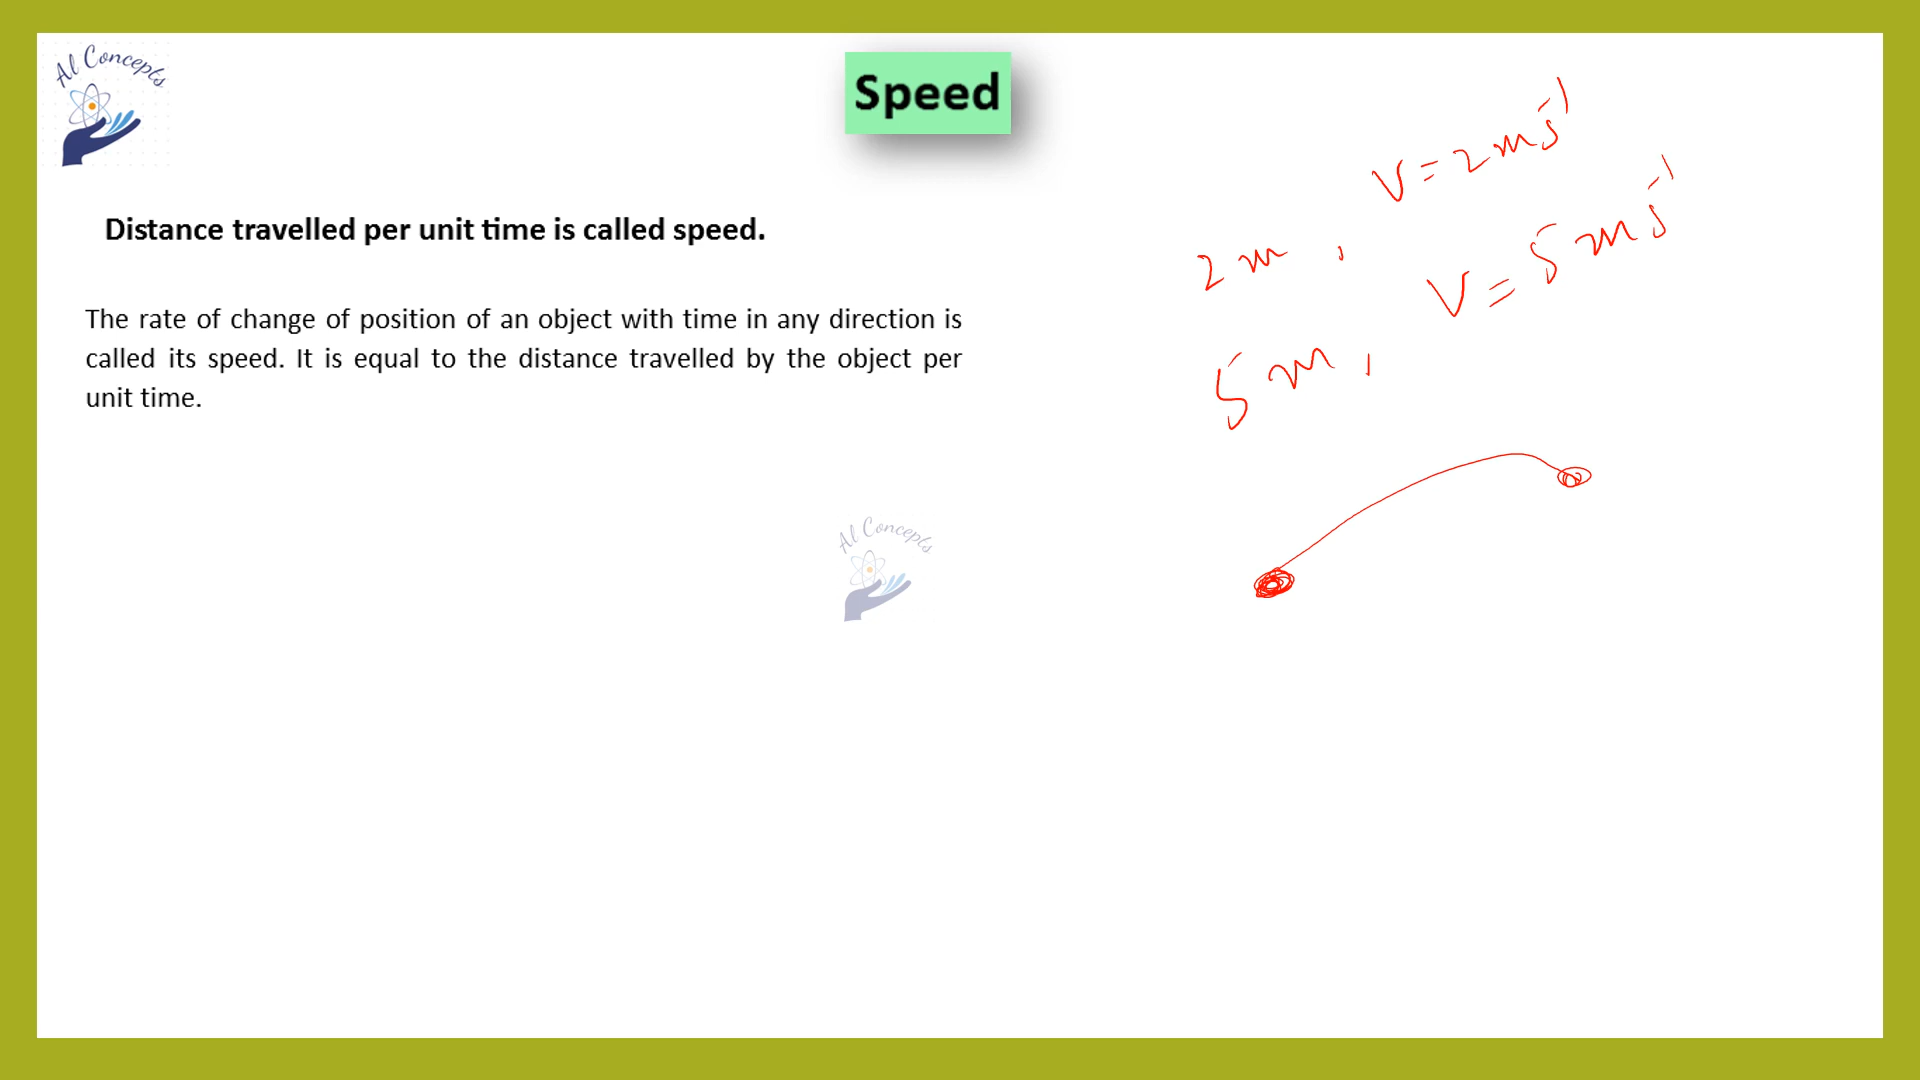 Al Concepts
Speed
Distance travelled per unit time is called speed.
The rate of change of position of an object with time in any direction is
called its speed. It is equal to the distance travelled by the object per
unit time.
2 m , V = 2 ms⁻¹
5 m , V = 5 ms⁻¹
Al Concepts